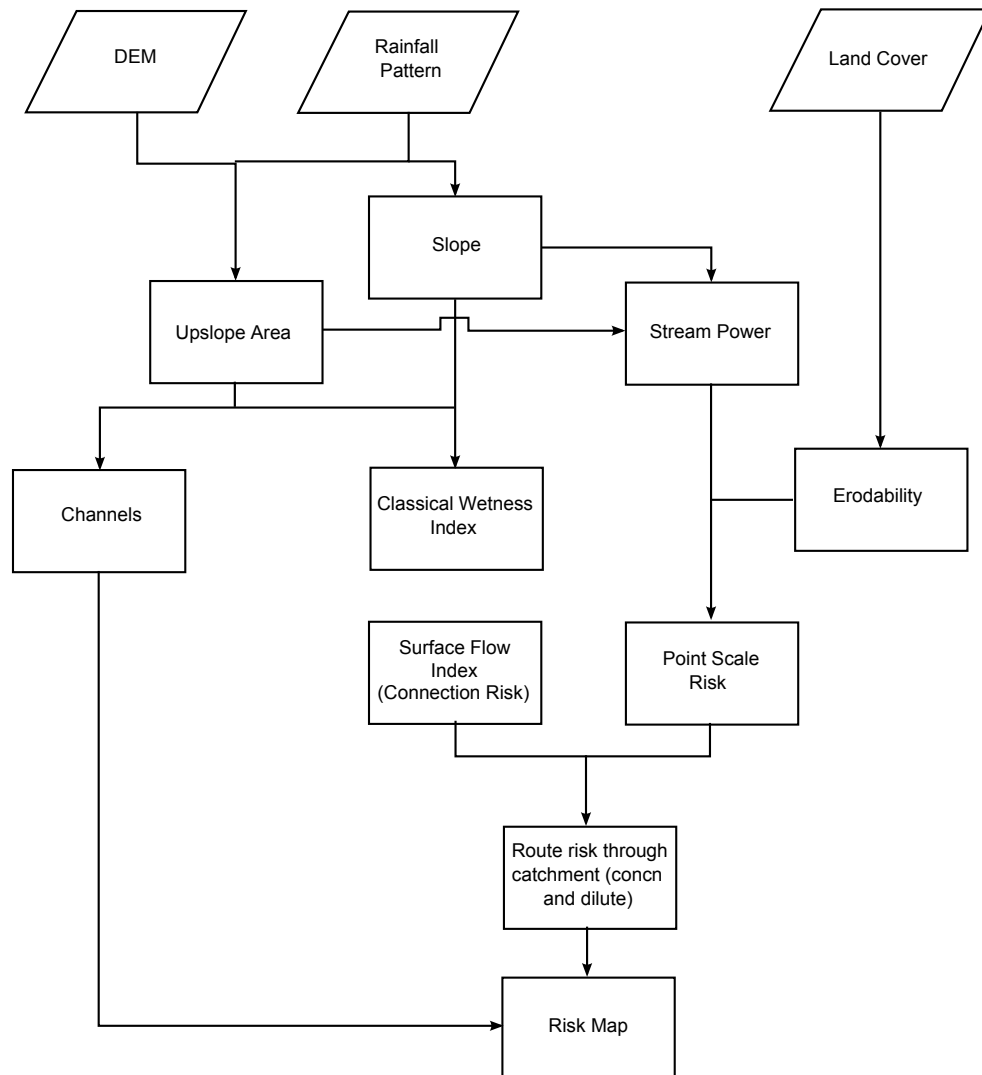 DEM
Rainfall
Pattern
Land Cover
Slope
Upslope Area
Stream Power
Channels
Classical Wetness
Index
Erodability
Surface Flow
Index
(Connection Risk)
Point Scale
Risk
Route risk through
catchment (concn
and dilute)
Risk Map